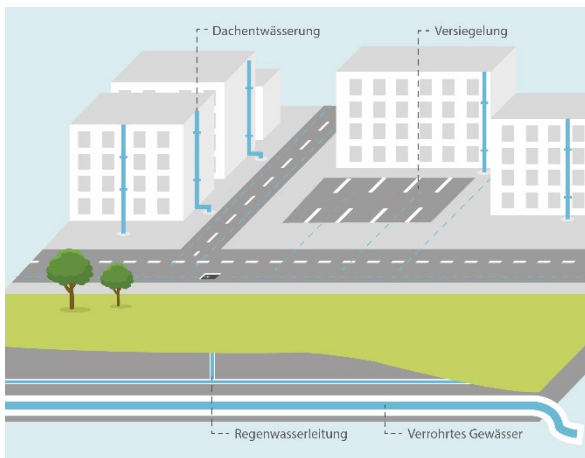 Dachentwässerung
Versiegelung
Regenwasserleitung
Verrohrtes Gewässer